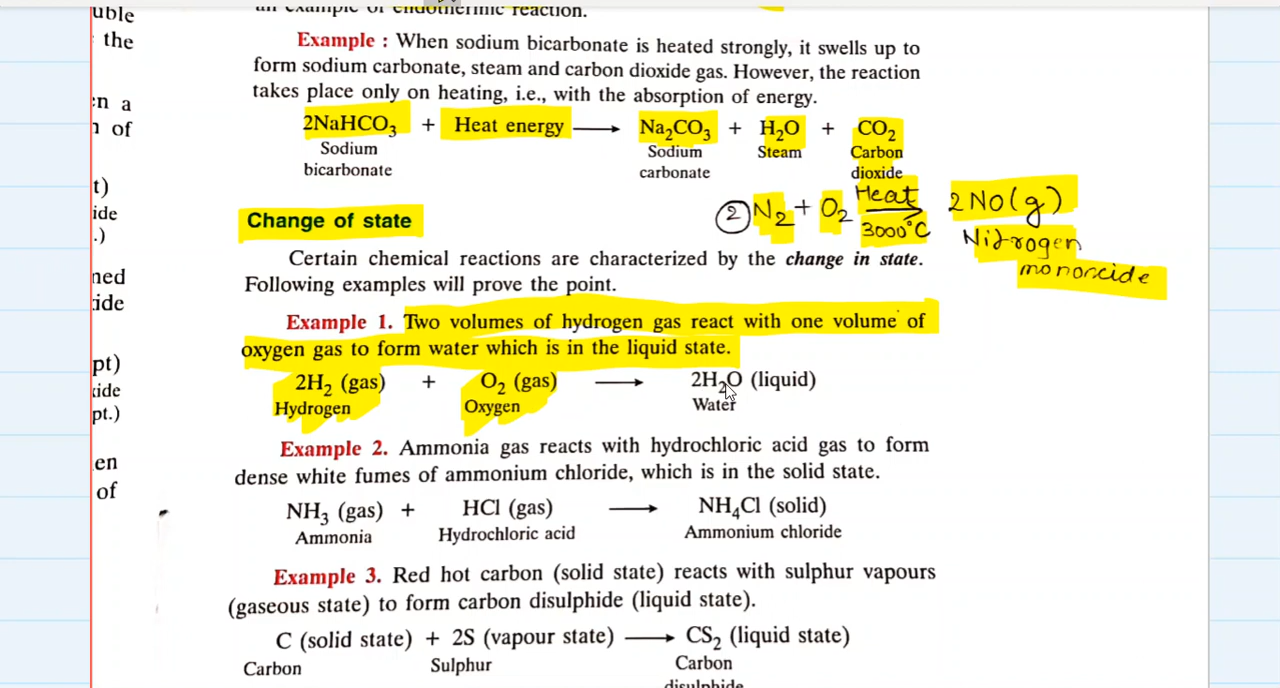 an example of endothermic reaction.
uble
the
en a
of
t)
ide
.)
ned
ide
pt)
kide
pt.)
en
of
Example : When sodium bicarbonate is heated strongly, it swells up to
form sodium carbonate, steam and carbon dioxide gas. However, the reaction
takes place only on heating, i.e., with the absorption of energy.
2NaHCO₃ + Heat energy ⟶ Na₂CO₃ + H₂O + CO₂
Sodium Sodium Steam Carbon
bicarbonate carbonate dioxide
② N₂ + O₂ Heat 3000°C → 2NO(g)
Nitrogen
monoxide
Change of state
Certain chemical reactions are characterized by the change in state.
Following examples will prove the point.
Example 1. Two volumes of hydrogen gas react with one volume of
oxygen gas to form water which is in the liquid state.
2H₂ (gas) + O₂ (gas) ⟶ 2H₂O (liquid)
Hydrogen Oxygen Water
Example 2. Ammonia gas reacts with hydrochloric acid gas to form
dense white fumes of ammonium chloride, which is in the solid state.
NH₃ (gas) + HCl (gas) ⟶ NH₄Cl (solid)
Ammonia Hydrochloric acid Ammonium chloride
Example 3. Red hot carbon (solid state) reacts with sulphur vapours
(gaseous state) to form carbon disulphide (liquid state).
C (solid state) + 2S (vapour state) ⟶ CS₂ (liquid state)
Carbon Sulphur Carbon
disulphide